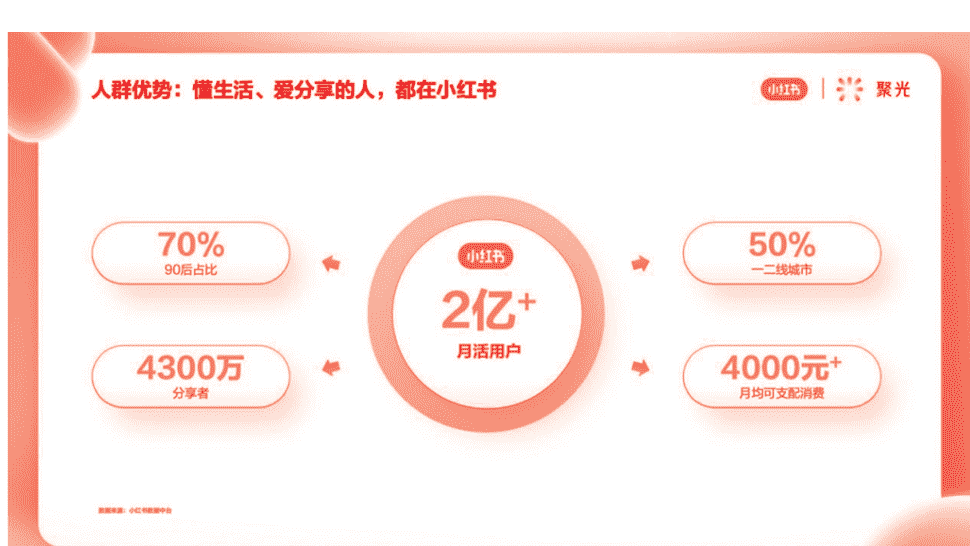 人群优势：懂生活、爱分享的人，都在小红书
小红书 | 聚光
70%
90后占比
50%
一二线城市
小红书
2亿+
月活用户
4300万
分享者
4000元+
月均可支配消费
数据来源：小红书数据中台